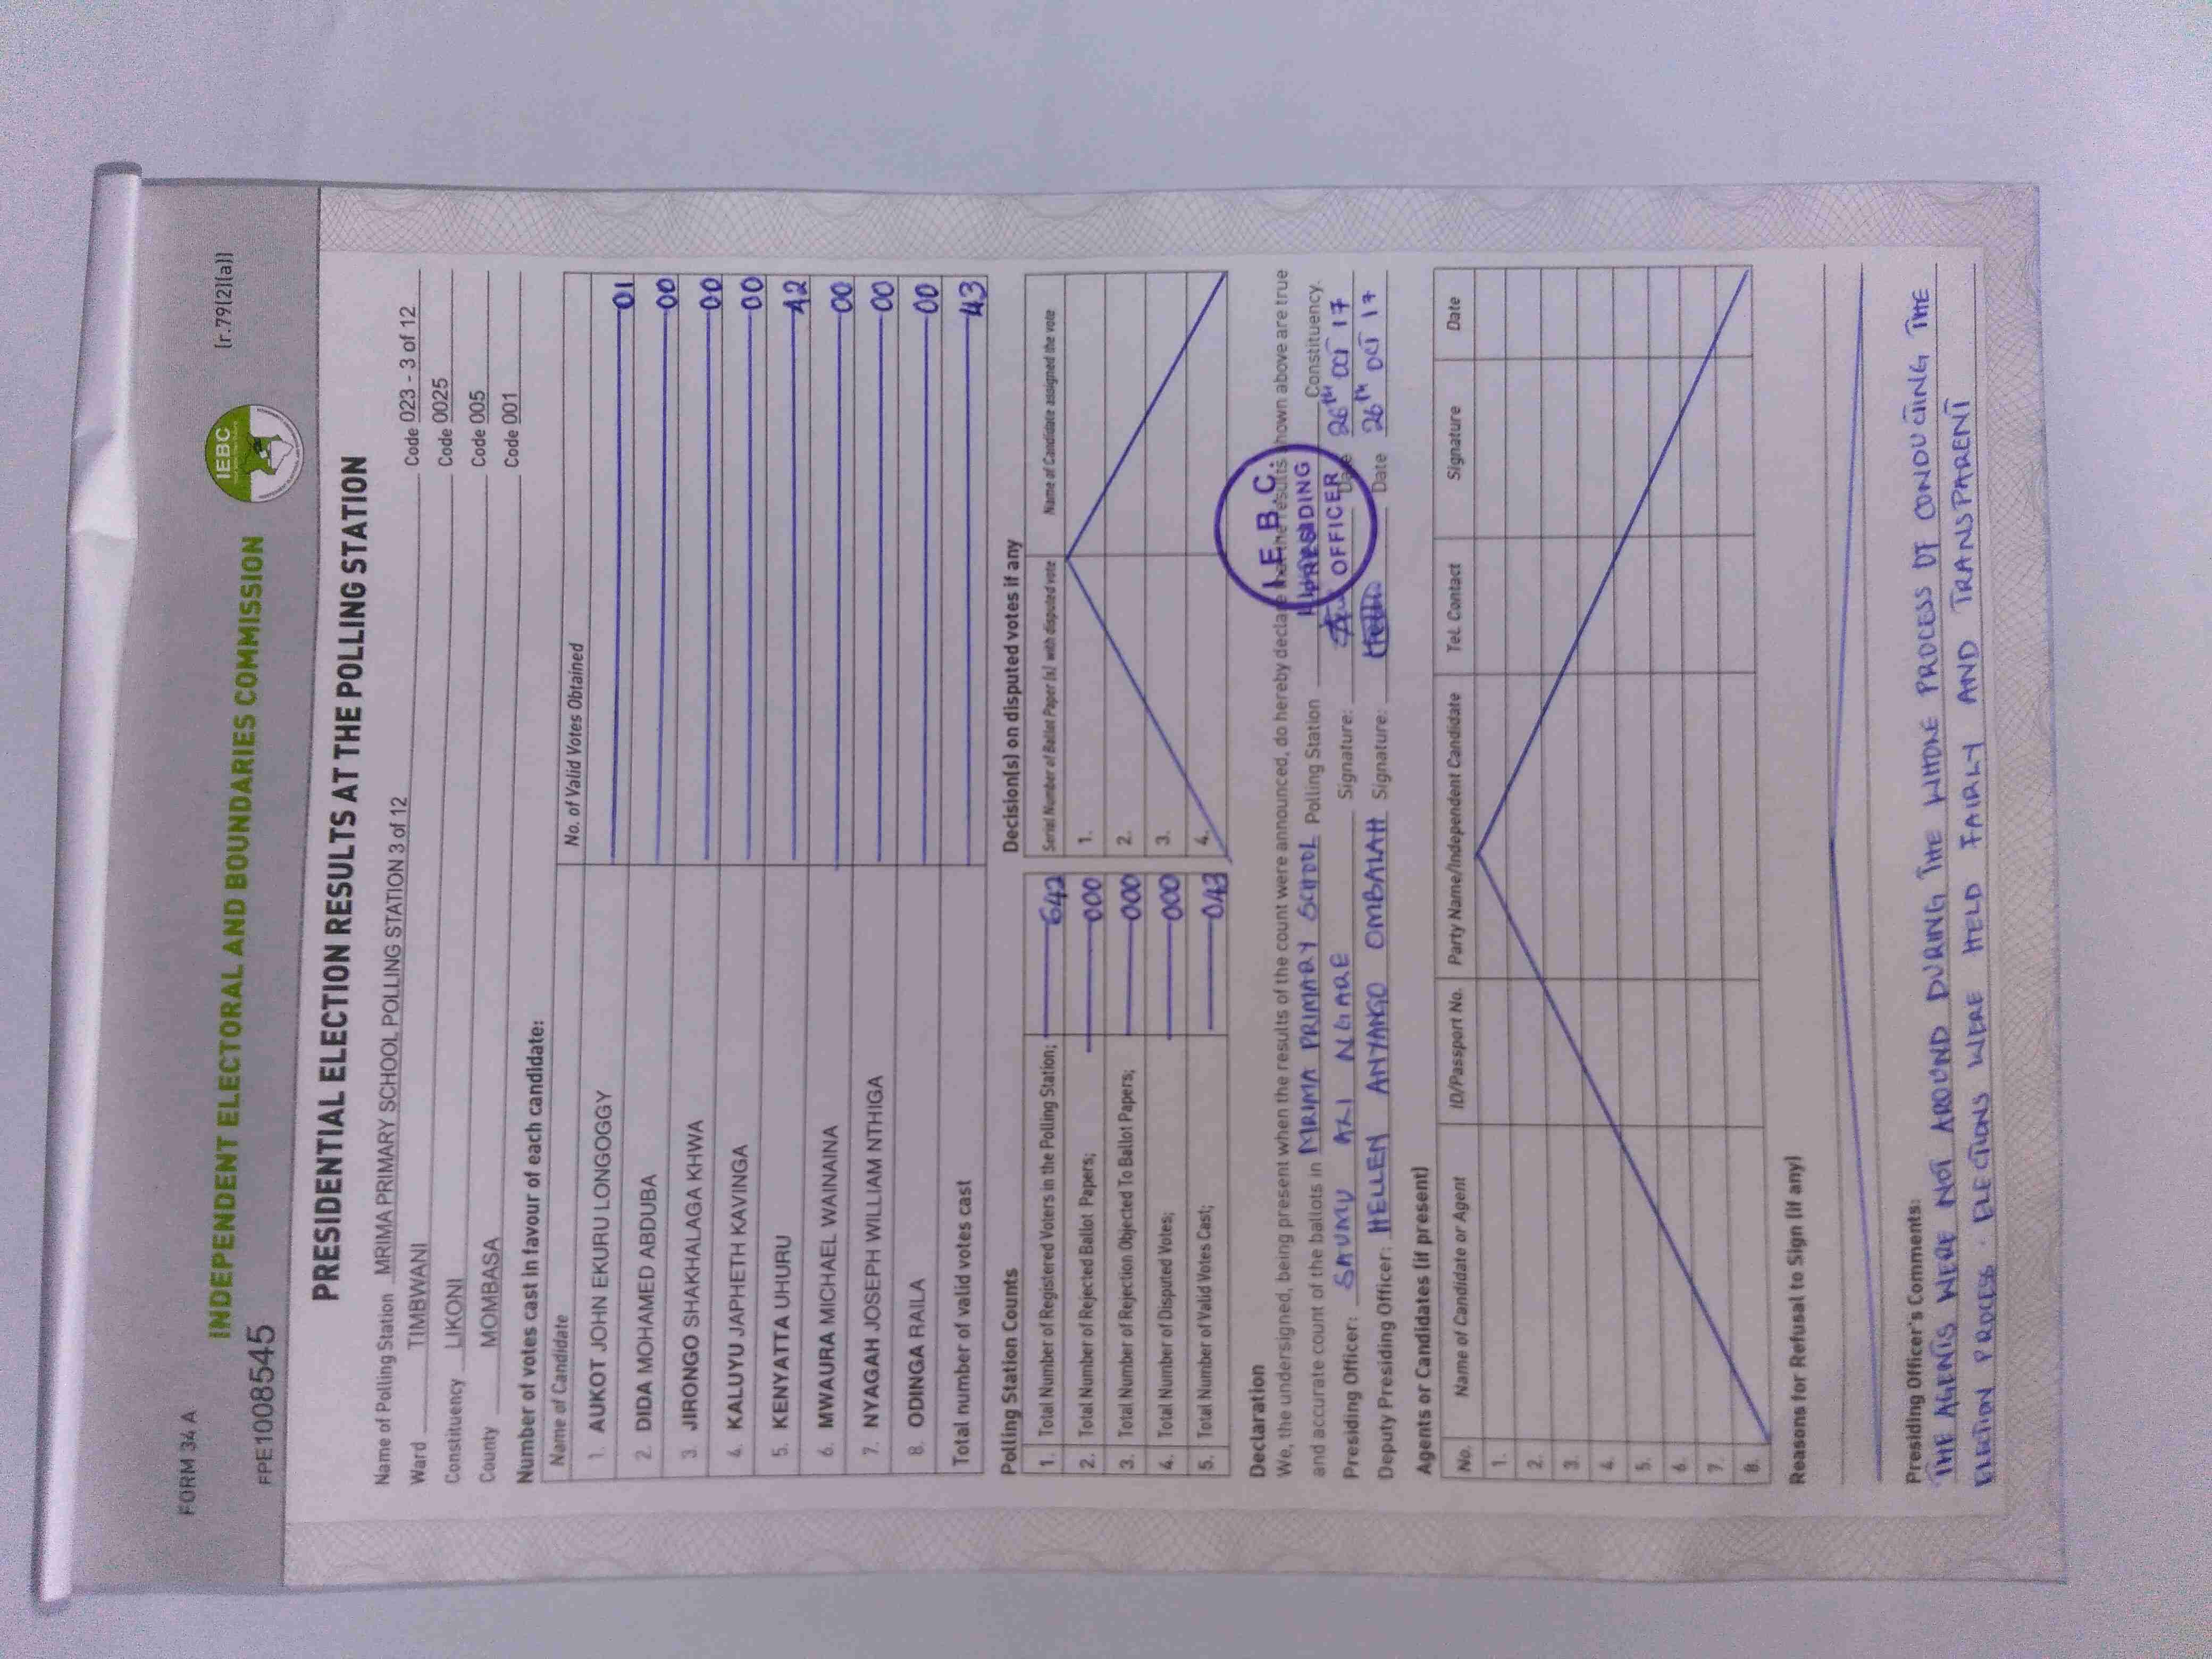 FORM 34 A
[r.79(2)(a)]
IEBC
INDEPENDENT ELECTORAL AND BOUNDARIES COMMISSION
FPE1008545
PRESIDENTIAL ELECTION RESULTS AT THE POLLING STATION
Name of Polling Station MRIMA PRIMARY SCHOOL POLLING STATION 3 of 12 Code 023 - 3 of 12
Ward TIMBWANI Code 0025
Constituency LIKONI Code 005
County MOMBASA Code 001
Number of votes cast in favour of each candidate:
Name of Candidate No. of Valid Votes Obtained
1. AUKOT JOHN EKURU LONGOGGY 01
2. DIDA MOHAMED ABDUBA 00
3. JIRONGO SHAKHALAGA KHWA 00
4. KALUYU JAPHETH KAVINGA 00
5. KENYATTA UHURU 42
6. MWAURA MICHAEL WAINAINA 00
7. NYAGAH JOSEPH WILLIAM NTHIGA 00
8. ODINGA RAILA 00
Total number of valid votes cast 43
Polling Station Counts
1. Total Number of Registered Voters in the Polling Station; 642
2. Total Number of Rejected Ballot Papers; 000
3. Total Number of Rejection Objected To Ballot Papers; 000
4. Total Number of Disputed Votes; 000
5. Total Number of Valid Votes Cast; 043
Decision(s) on disputed votes if any
Serial Number of Ballot Paper (s) with disputed vote Name of Candidate assigned the vote
1.
2.
3.
4.
Declaration
We, the undersigned, being present when the results of the count were announced, do hereby declare that the results shown above are true
and accurate count of the ballots in MRIMA PRIMARY SCHOOL Polling Station Constituency.
Presiding Officer: SAUMU ALI NGARE Signature: Date 26th OCT 17
Deputy Presiding Officer: HELLEN ANYANGO OMBALAH Signature: Date 26th OCT 17
I.E.B.C.
PRESIDING
OFFICER
Agents or Candidates (if present)
No. Name of Candidate or Agent ID/Passport No. Party Name/Independent Candidate Tel. Contact Signature Date
1.
2.
3.
4.
5.
6.
7.
8.
Reasons for Refusal to Sign (if any)
Presiding Officer's Comments:
THE AGENTS WERE NOT AROUND DURING THE WHOLE PROCESS OF CONDUCTING THE
ELECTION PROCESS. ELECTIONS WERE HELD FAIRLY AND TRANSPARENT